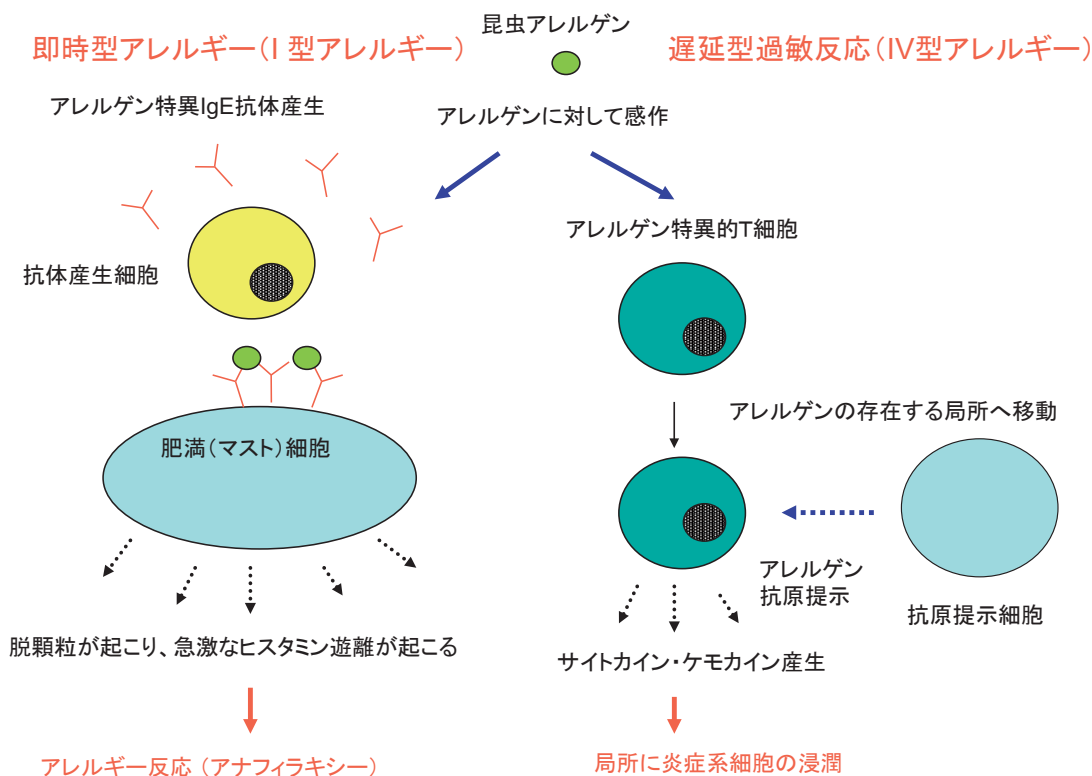 昆虫アレルゲン
即時型アレルギー(I 型アレルギー)
遅延型過敏反応(IV型アレルギー)
アレルゲン特異IgE抗体産生
アレルゲンに対して感作
アレルゲン特異的T細胞
抗体産生細胞
アレルゲンの存在する局所へ移動
肥満(マスト)細胞
アレルゲン
抗原提示
抗原提示細胞
脱顆粒が起こり、急激なヒスタミン遊離が起こる
サイトカイン・ケモカイン産生
アレルギー反応 (アナフィラキシー)
局所に炎症系細胞の浸潤